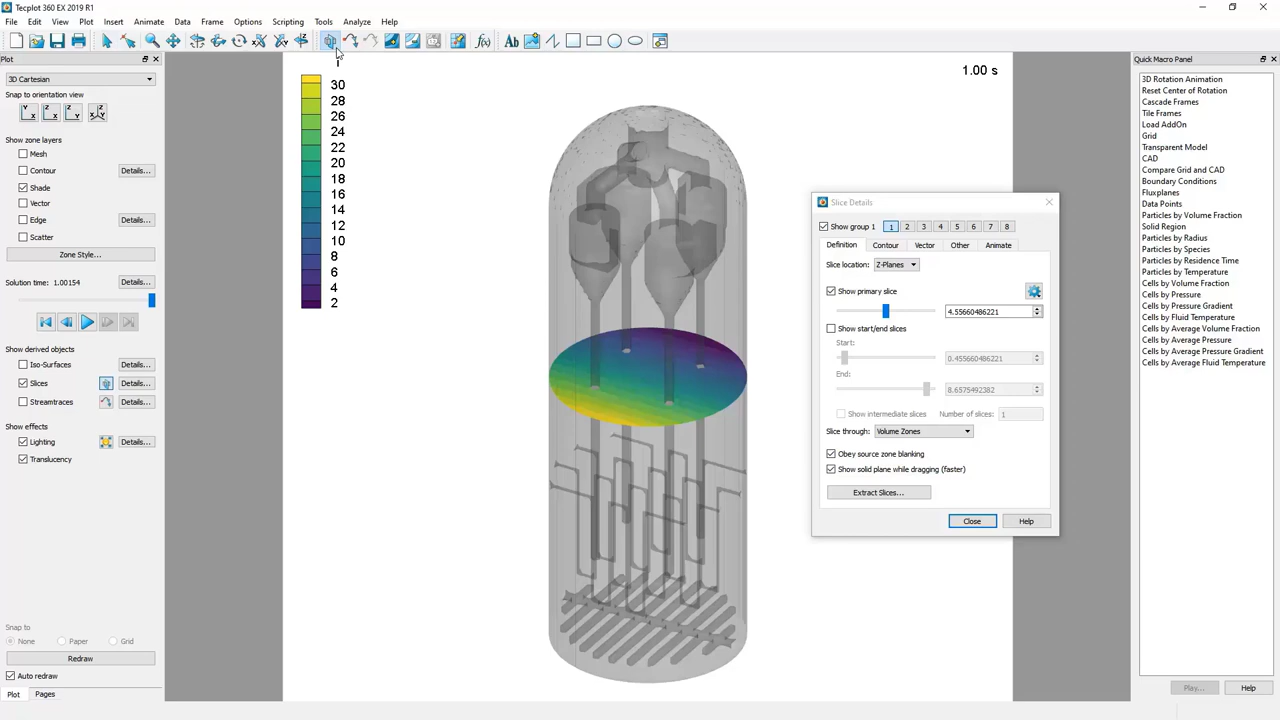 Tecplot 360 EX 2019 R1
File Edit View Plot Insert Animate Data Frame Options Scripting Tools Analyze Help
Plot
3D Cartesian
Snap to orientation view
Show zone layers
Mesh
Contour Details...
Shade
Vector
Edge Details...
Scatter
Zone Style...
Solution time: 1.00154 Details...
Show derived objects
Iso-Surfaces Details...
Slices Details...
Streamtraces Details...
Show effects
Lighting Details...
Translucency
Snap to
None Paper Grid
Redraw
Auto redraw
Plot Pages
30
28
26
24
22
20
18
16
14
12
10
8
6
4
2
1.00 s
Slice Details
Show group 1 1 2 3 4 5 6 7 8
Definition Contour Vector Other Animate
Slice location: Z-Planes
Show primary slice
4.55660486221
Show start/end slices
Start:
0.455660486221
End:
8.6575492382
Show intermediate slices Number of slices: 1
Slice through: Volume Zones
Obey source zone blanking
Show solid plane while dragging (faster)
Extract Slices...
Close Help
Quick Macro Panel
3D Rotation Animation
Reset Center of Rotation
Cascade Frames
Tile Frames
Load AddOn
Grid
Transparent Model
CAD
Compare Grid and CAD
Boundary Conditions
Fluxplanes
Data Points
Particles by Volume Fraction
Solid Region
Particles by Radius
Particles by Species
Particles by Residence Time
Particles by Temperature
Cells by Volume Fraction
Cells by Pressure
Cells by Pressure Gradient
Cells by Fluid Temperature
Cells by Average Volume Fraction
Cells by Average Pressure
Cells by Average Pressure Gradient
Cells by Average Fluid Temperature
Play... Help